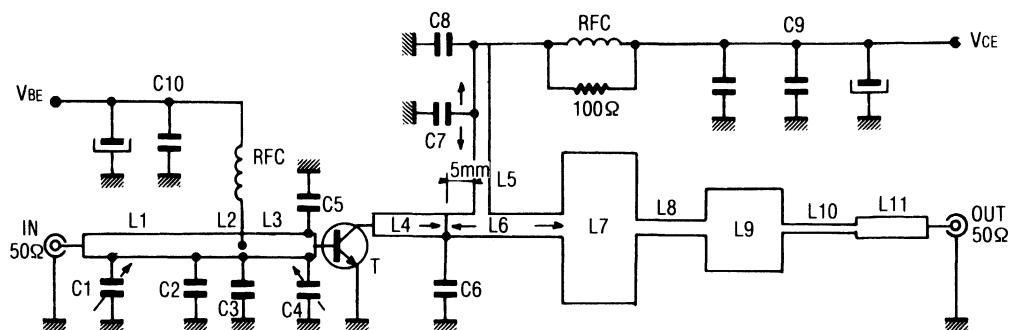 C8
RFC
C9
VCE
VBE
C10
C7
100Ω
RFC
5mm
L5
C5
IN
50Ω
L1
L2
L3
L4
L6
L7
L8
L9
L10
L11
OUT
50Ω
T
C1
C2
C3
C4
C6